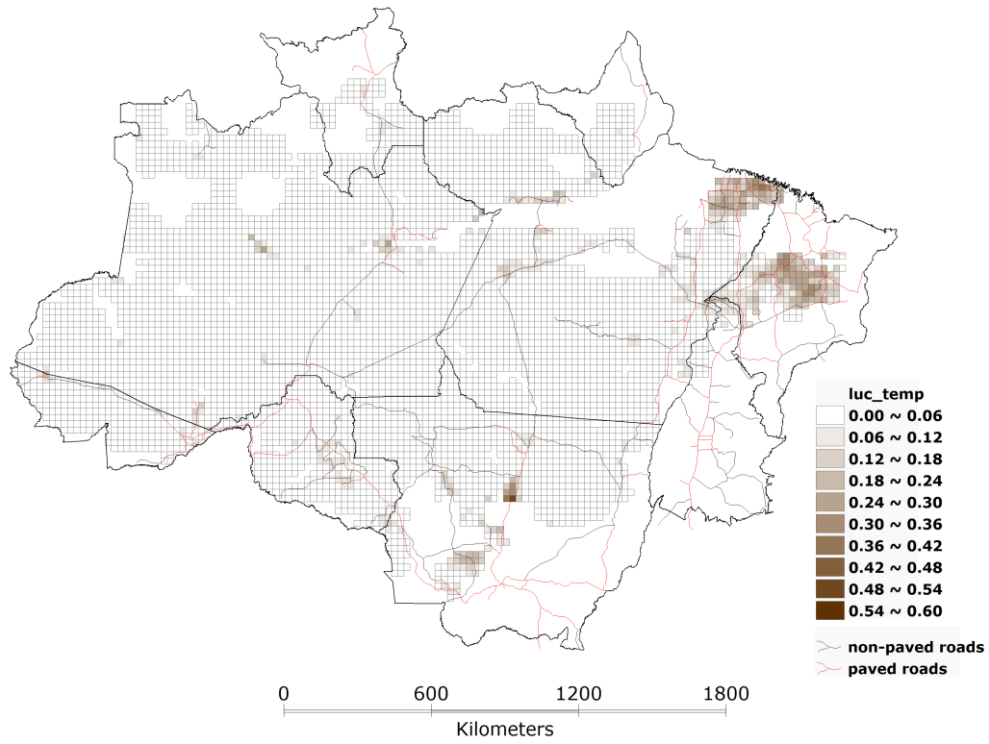 luc_temp
0.00 ~ 0.06
0.06 ~ 0.12
0.12 ~ 0.18
0.18 ~ 0.24
0.24 ~ 0.30
0.30 ~ 0.36
0.36 ~ 0.42
0.42 ~ 0.48
0.48 ~ 0.54
0.54 ~ 0.60
non-paved roads
paved roads
0 600 1200 1800
Kilometers